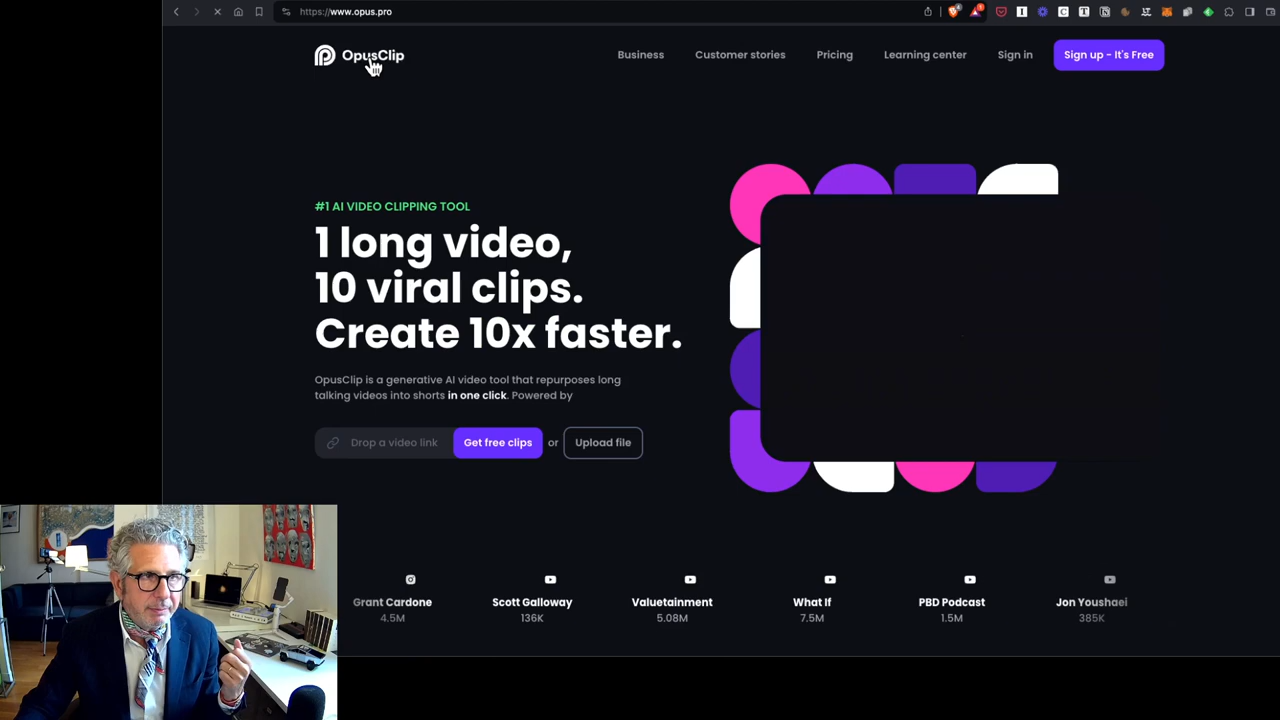 https://www.opus.pro
OpusClip
Business
Customer stories
Pricing
Learning center
Sign in
Sign up - It's Free
#1 AI VIDEO CLIPPING TOOL
1 long video,
10 viral clips.
Create 10x faster.
OpusClip is a generative AI video tool that repurposes long
talking videos into shorts in one click. Powered by
Drop a video link
Get free clips
or
Upload file
Grant Cardone
4.5M
Scott Galloway
136K
Valuetainment
5.08M
What If
7.5M
PBD Podcast
1.5M
Jon Youshaei
385K